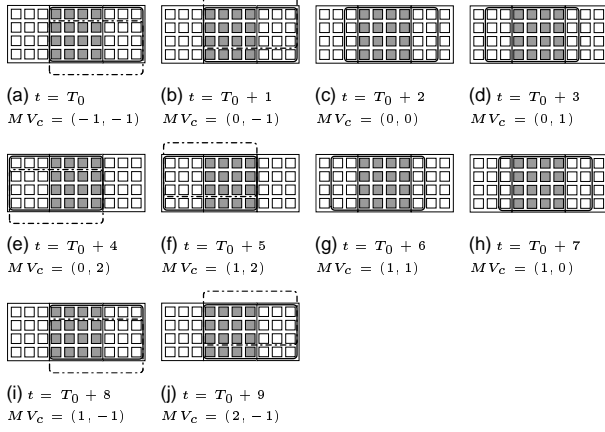 (a) t = T0 (b) t = T0 + 1 (c) t = T0 + 2 (d) t = T0 + 3
MVc = (−1, −1) MVc = (0, −1) MVc = (0, 0) MVc = (0, 1)
(e) t = T0 + 4 (f) t = T0 + 5 (g) t = T0 + 6 (h) t = T0 + 7
MVc = (0, 2) MVc = (1, 2) MVc = (1, 1) MVc = (1, 0)
(i) t = T0 + 8 (j) t = T0 + 9
MVc = (1, −1) MVc = (2, −1)